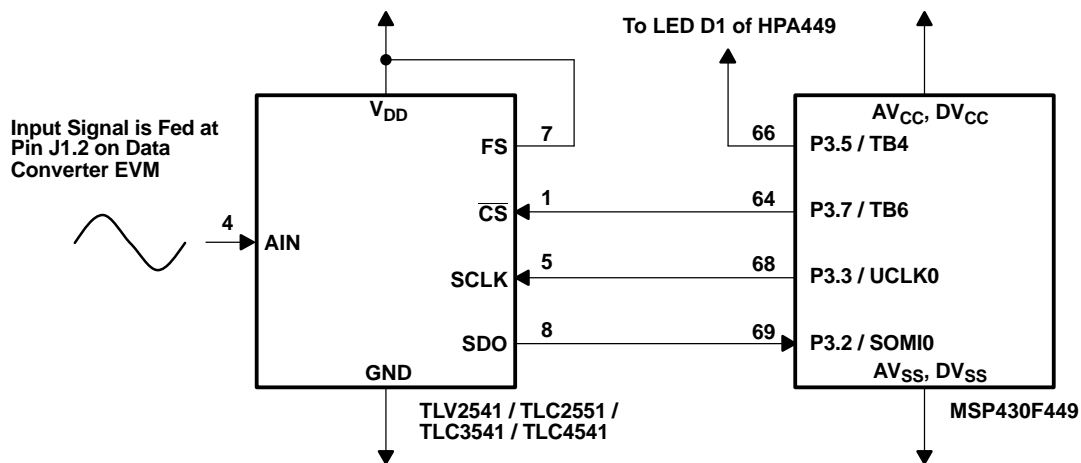 To LED D1 of HPA449
V_DD
AV_CC, DV_CC
Input Signal is Fed at
Pin J1.2 on Data
Converter EVM
FS
7
66
P3.5 / TB4
CS
1
64
P3.7 / TB6
4
AIN
SCLK
5
68
P3.3 / UCLK0
SDO
8
69
P3.2 / SOMI0
GND
AV_SS, DV_SS
TLV2541 / TLC2551 /
TLC3541 / TLC4541
MSP430F449